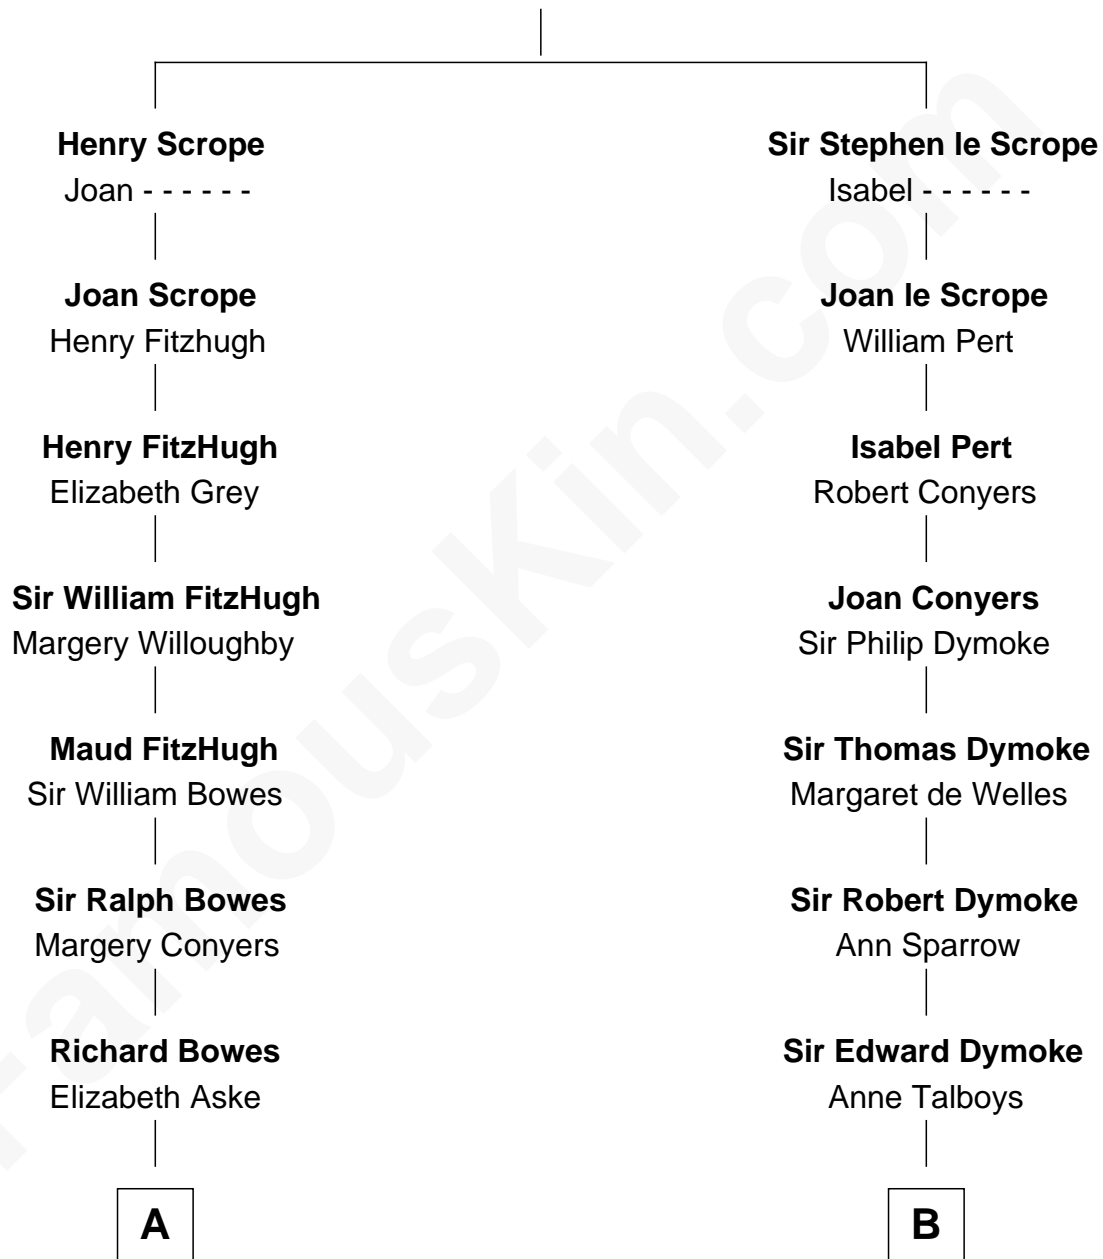 Henry Scrope
Joan - - - - - -
Sir Stephen le Scrope
Isabel - - - - - -
Joan Scrope
Henry Fitzhugh
Joan le Scrope
William Pert
Henry FitzHugh
Elizabeth Grey
Isabel Pert
Robert Conyers
Sir William FitzHugh
Margery Willoughby
Joan Conyers
Sir Philip Dymoke
Maud FitzHugh
Sir William Bowes
Sir Thomas Dymoke
Margaret de Welles
Sir Ralph Bowes
Margery Conyers
Sir Robert Dymoke
Ann Sparrow
Richard Bowes
Elizabeth Aske
Sir Edward Dymoke
Anne Talboys
A
B
FamousKin.com